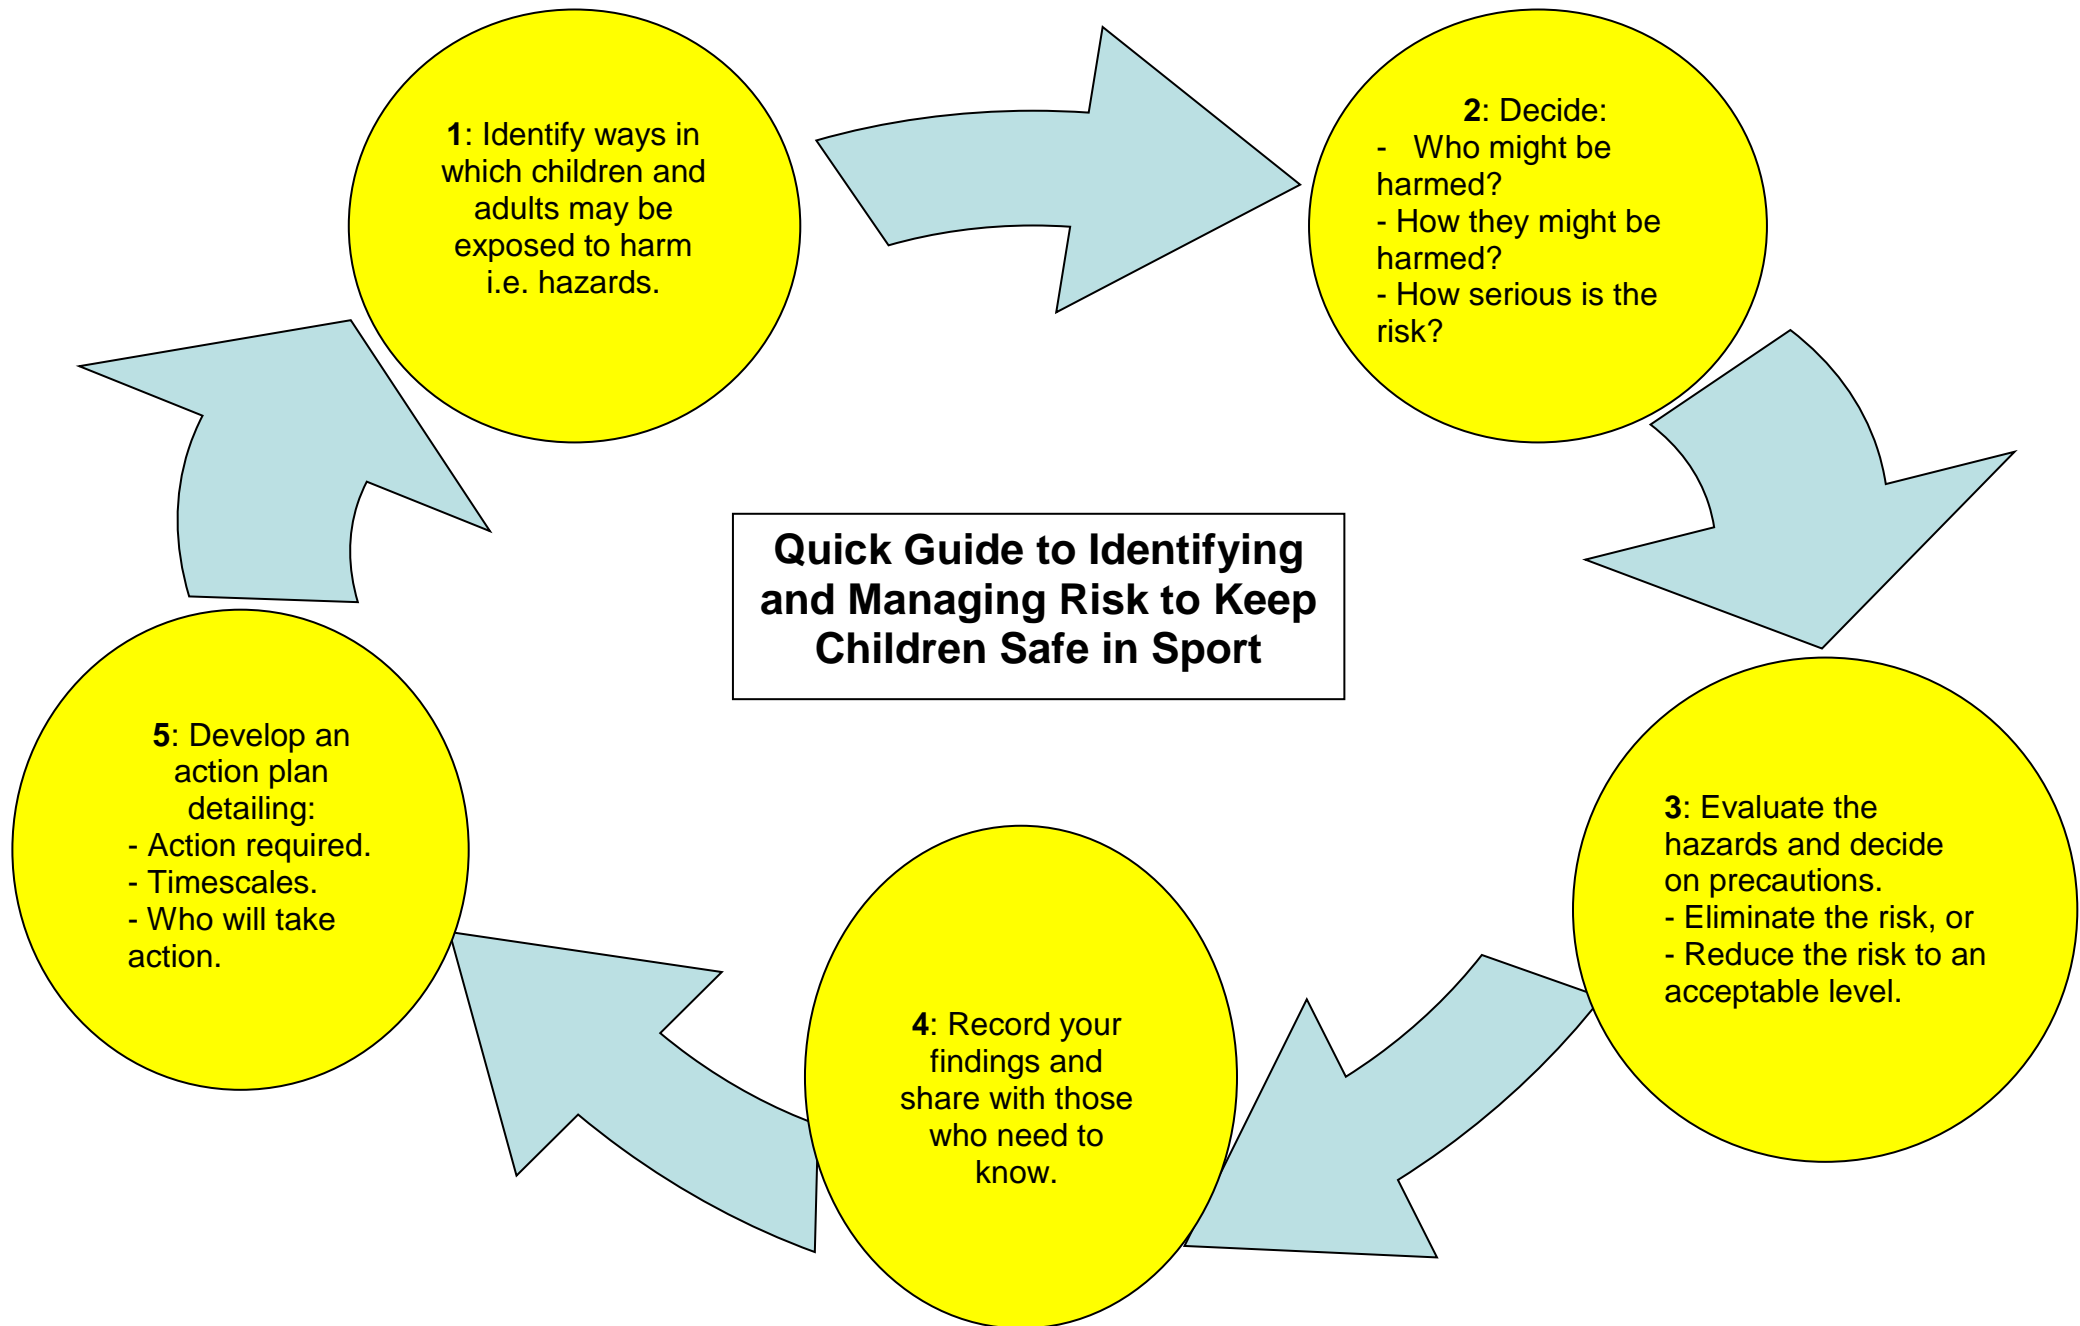 1: Identify ways in
which children and
adults may be
exposed to harm
i.e. hazards.
2: Decide:
- Who might be
harmed?
- How they might be
harmed?
- How serious is the
risk?
Quick Guide to Identifying
and Managing Risk to Keep
Children Safe in Sport
3: Evaluate the
hazards and decide
on precautions.
- Eliminate the risk, or
- Reduce the risk to an
acceptable level.
4: Record your
findings and
share with those
who need to
know.
5: Develop an
action plan
detailing:
- Action required.
- Timescales.
- Who will take
action.